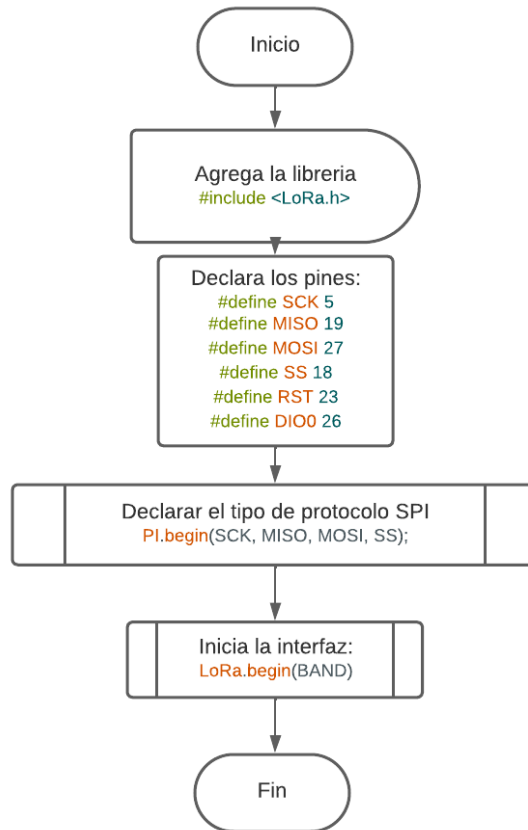 Inicio
Agrega la libreria
#include <LoRa.h>
Declara los pines:
#define SCK 5
#define MISO 19
#define MOSI 27
#define SS 18
#define RST 23
#define DIO0 26
Declarar el tipo de protocolo SPI
PI.begin(SCK, MISO, MOSI, SS);
Inicia la interfaz:
LoRa.begin(BAND)
Fin